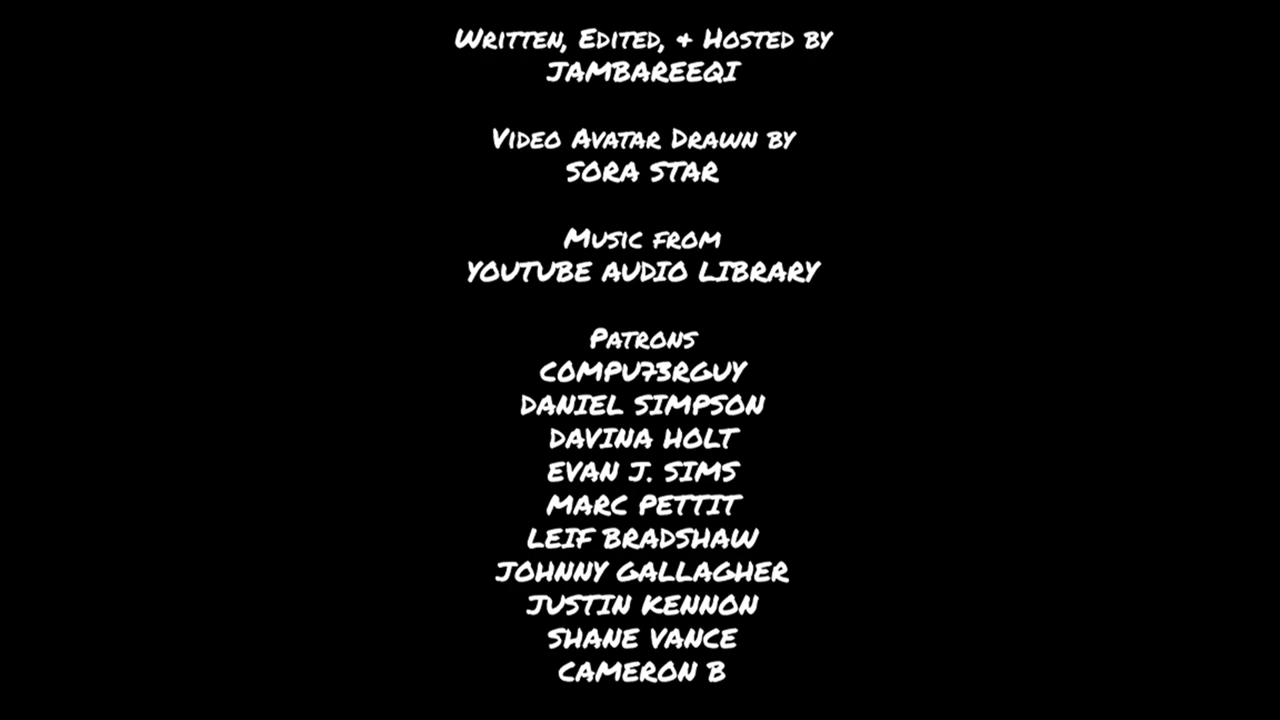 Written, Edited, & Hosted by
JAMBAREEQI
Video Avatar Drawn by
SORA STAR
Music from
YOUTUBE AUDIO LIBRARY
Patrons
COMPU73RGUY
DANIEL SIMPSON
DAVINA HOLT
EVAN J. SIMS
MARC PETTIT
LEIF BRADSHAW
JOHNNY GALLAGHER
JUSTIN KENNON
SHANE VANCE
CAMERON B